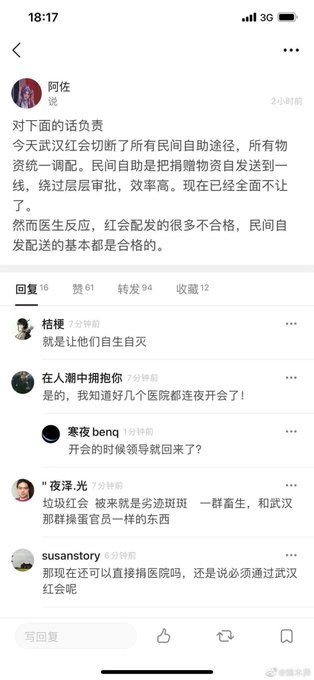 18:17
3G
阿佐
说
2小时前
对下面的话负责
今天武汉红会切断了所有民间自助途径，所有物
资统一调配。民间自助是把捐赠物资自发送到一
线，绕过层层审批，效率高。现在已经全面不让
了。
然而医生反应，红会配发的很多不合格，民间自
发配送的基本都是合格的。
回复 16 赞 61 转发 94 收藏 12
桔梗 7分钟前
就是让他们自生自灭
在人潮中拥抱你 7分钟前
是的，我知道好几个医院都连夜开会了！
寒夜benq 1分钟前
开会的时候领导就回来了？
" 夜泽.光 7分钟前
垃圾红会 被来就是劣迹斑斑 一群畜生，和武汉
那群操蛋官员一样的东西
susanstory 6分钟前
那现在还可以直接捐医院吗，还是说必须通过武汉
红会呢
写回复